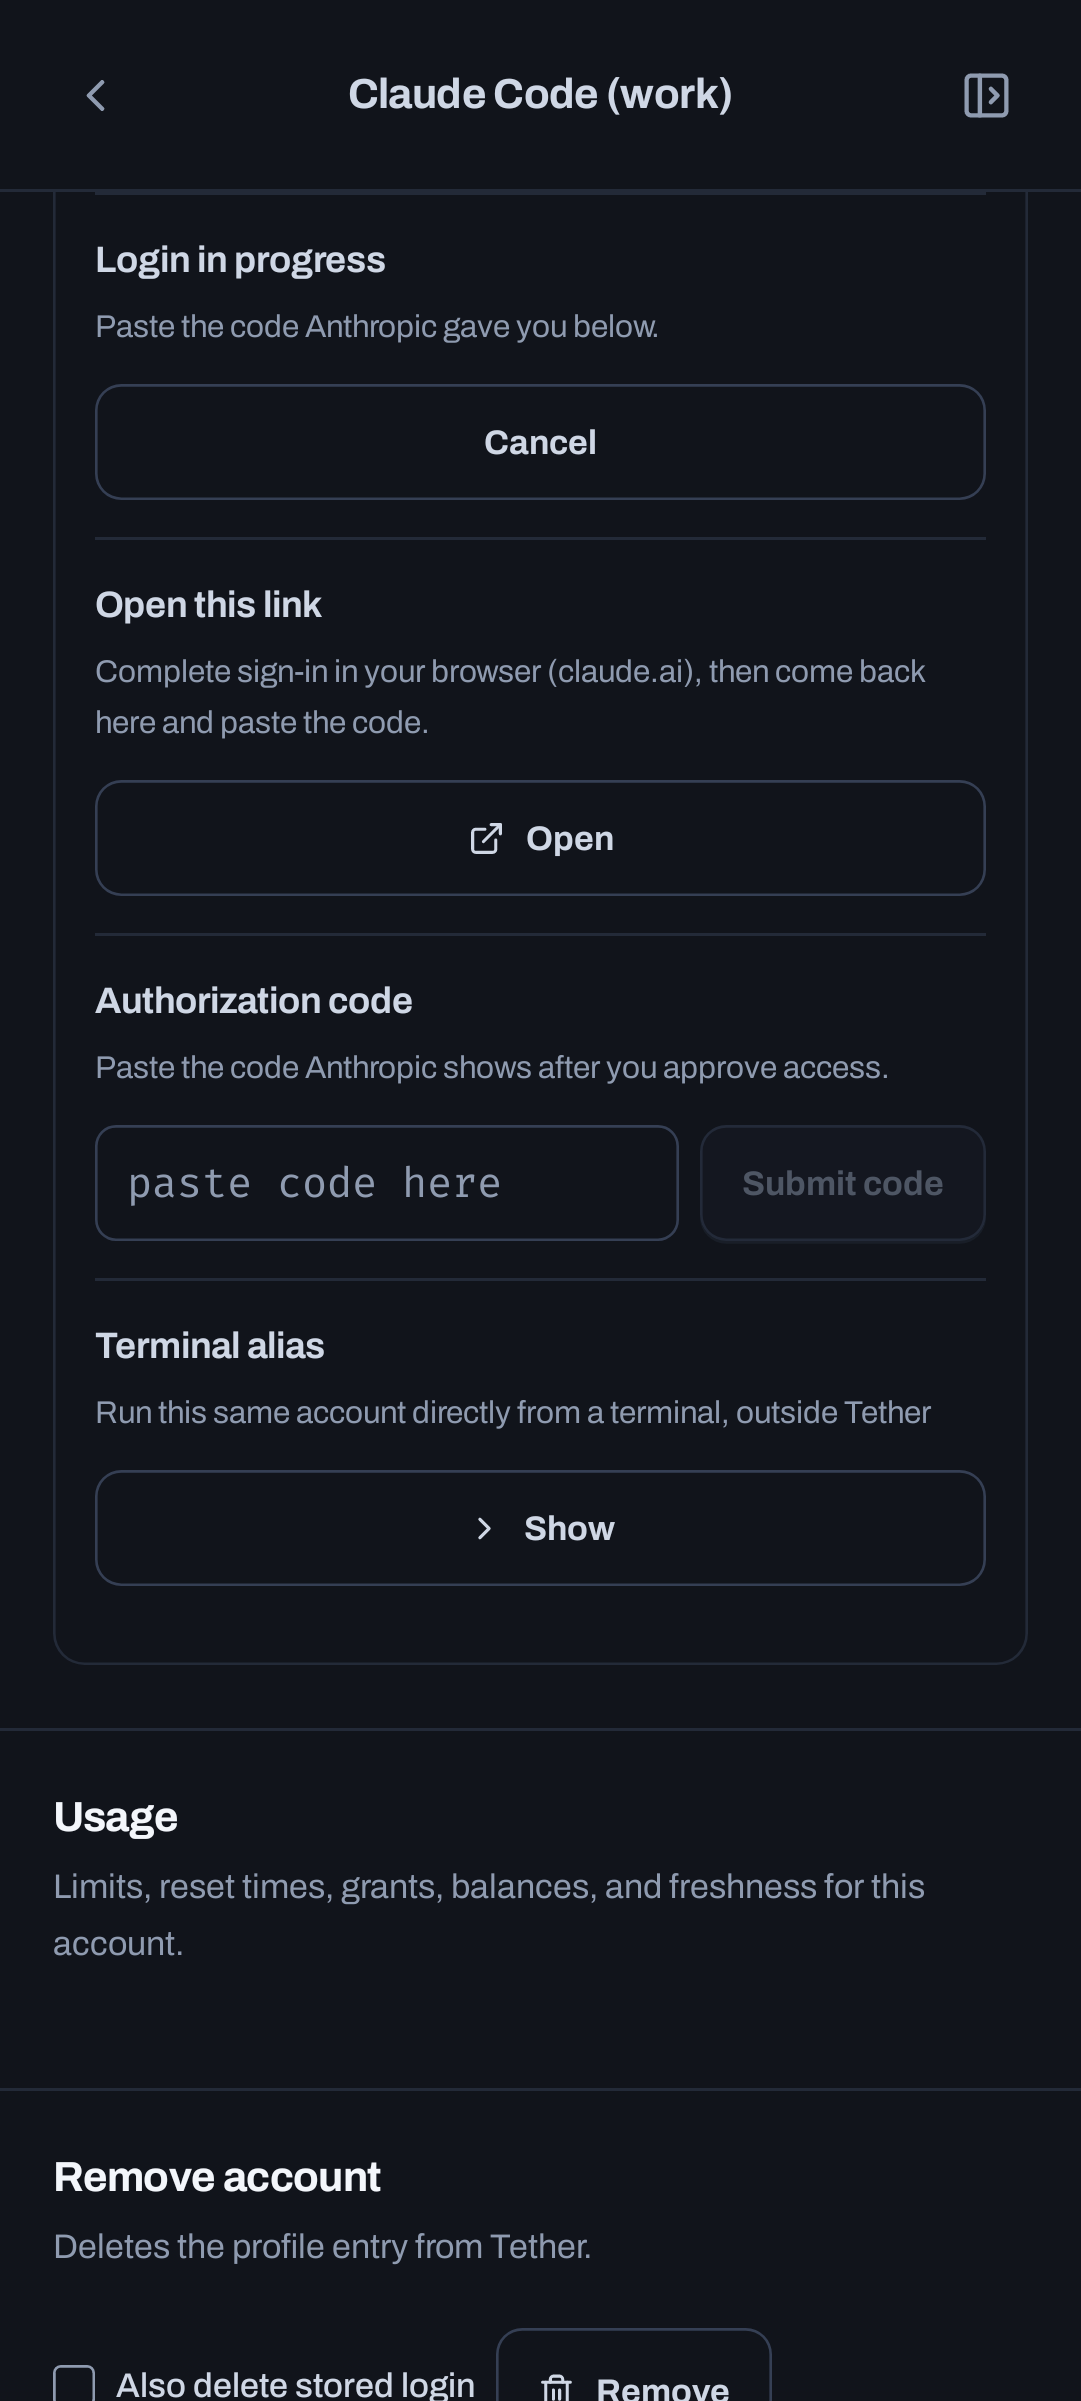 Claude Code (work)
Login in progress
Paste the code Anthropic gave you below.
Cancel
Open this link
Complete sign-in in your browser (claude.ai), then come back
here and paste the code.
Open
Authorization code
Paste the code Anthropic shows after you approve access.
paste code here
Submit code
Terminal alias
Run this same account directly from a terminal, outside Tether
Show
Usage
Limits, reset times, grants, balances, and freshness for this
account.
Remove account
Deletes the profile entry from Tether.
Also delete stored login
Remove